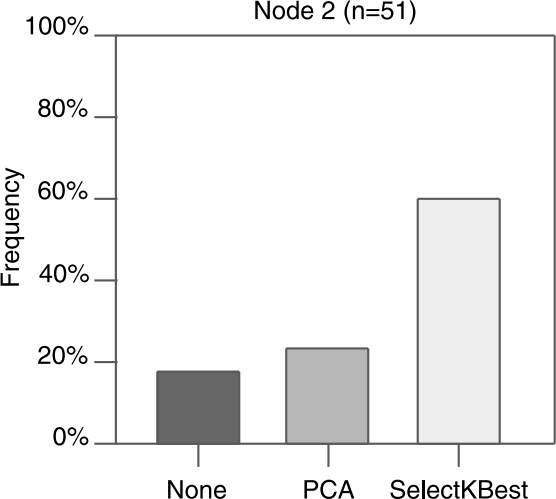 Node 2 (n=51)
100%
80%
60%
40%
20%
0%
Frequency
None PCA SelectKBest